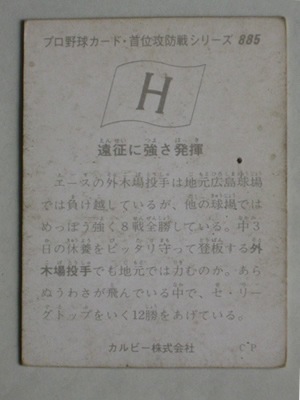 プロ野球カード・首位攻防戦シリーズ 885
H
遠征に強さ発揮
エースの外木場投手は地元広島球場
では負け越しているが、他の球場では
めっぽう強く8戦全勝している。中3
日の休養をピッタリ守って登板する外
木場投手でも地元では力むのか。あら
ぬうわさが飛んでいる中で、セ・リー
グトップをいく12勝をあげている。
カルビー株式会社 C P